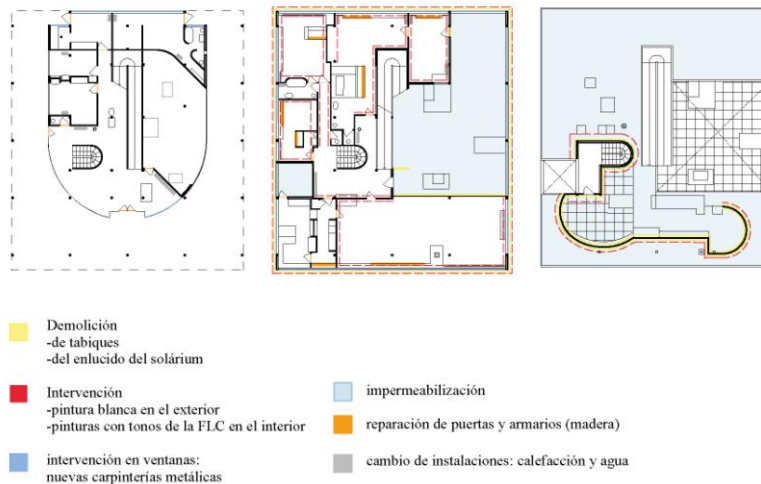 Demolición
-de tabiques
-del enlucido del solárium
Intervención
-pintura blanca en el exterior
-pinturas con tonos de la FLC en el interior
intervención en ventanas:
nuevas carpinterías metálicas
impermeabilización
reparación de puertas y armarios (madera)
cambio de instalaciones: calefacción y agua